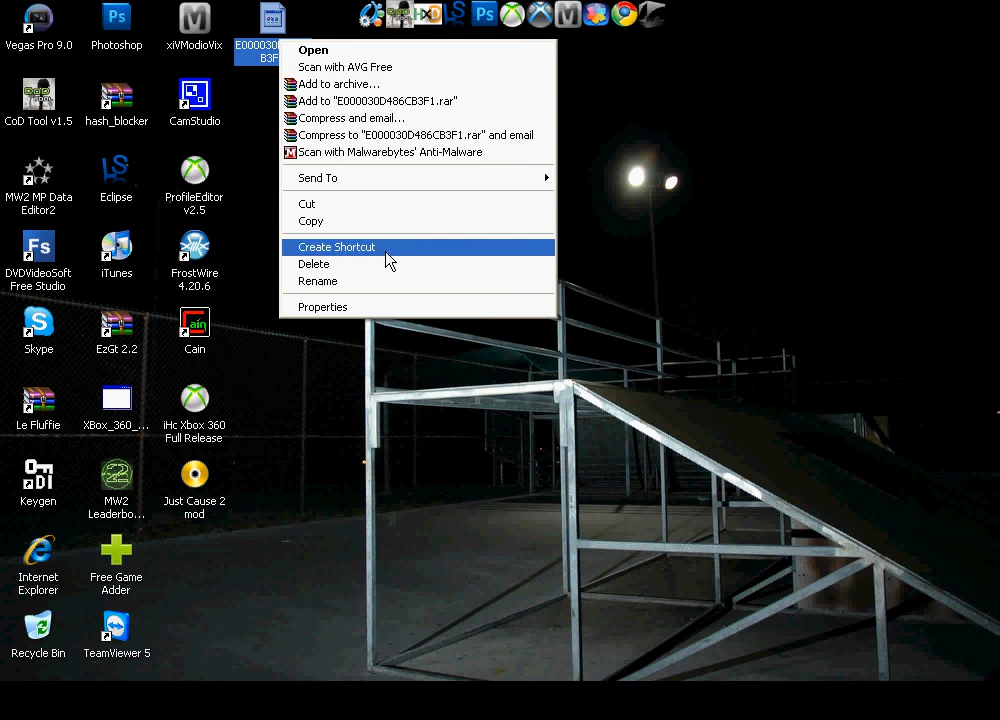 Vegas Pro 9.0
Photoshop
xiVModioVix
E000030
B3F
CoD Tool v1.5
hash_blocker
CamStudio
MW2 MP Data
Editor2
Eclipse
ProfileEditor
v2.5
DVDVideoSoft
Free Studio
iTunes
FrostWire
4.20.6
Skype
EzGt 2.2
Cain
Le Fluffie
XBox_360_...
iHc Xbox 360
Full Release
Keygen
MW2
Leaderbo...
Just Cause 2
mod
Internet
Explorer
Free Game
Adder
Recycle Bin
TeamViewer 5
Open
Scan with AVG Free
Add to archive...
Add to "E000030D486CB3F1.rar"
Compress and email...
Compress to "E000030D486CB3F1.rar" and email
Scan with Malwarebytes' Anti-Malware
Send To
Cut
Copy
Create Shortcut
Delete
Rename
Properties